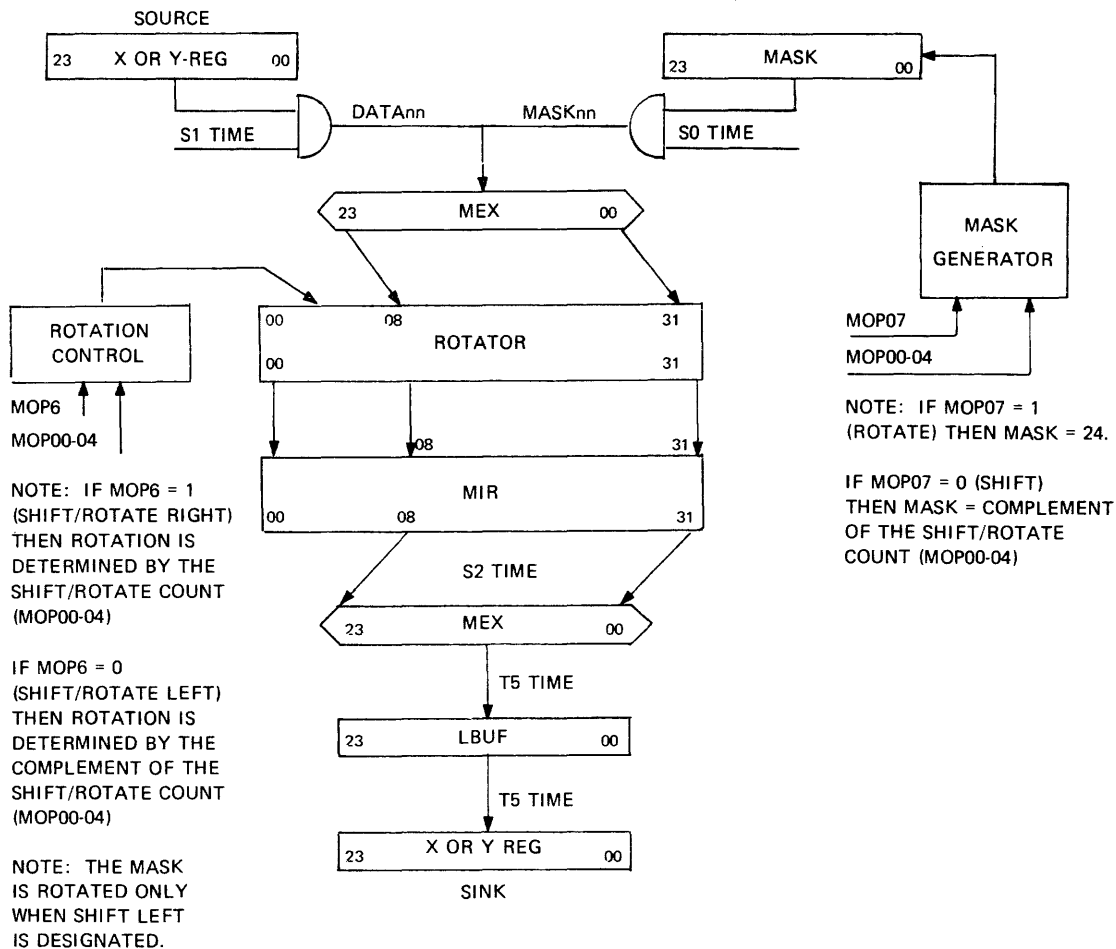 SOURCE
23 X OR Y-REG 00
23 MASK 00
DATAnn
MASKnn
S1 TIME
S0 TIME
23 MEX 00
MASK
GENERATOR
ROTATION
CONTROL
00 08 31
ROTATOR
00 31
MOP07
MOP00-04
MOP6
MOP00-04
NOTE: IF MOP07 = 1
(ROTATE) THEN MASK = 24.
IF MOP07 = 0 (SHIFT)
THEN MASK = COMPLEMENT
OF THE SHIFT/ROTATE
COUNT (MOP00-04)
08 31
MIR
00 08 31
NOTE: IF MOP6 = 1
(SHIFT/ROTATE RIGHT)
THEN ROTATION IS
DETERMINED BY THE
SHIFT/ROTATE COUNT
(MOP00-04)
IF MOP6 = 0
(SHIFT/ROTATE LEFT)
THEN ROTATION IS
DETERMINED BY THE
COMPLEMENT OF THE
SHIFT/ROTATE COUNT
(MOP00-04)
NOTE: THE MASK
IS ROTATED ONLY
WHEN SHIFT LEFT
IS DESIGNATED.
S2 TIME
23 MEX 00
T5 TIME
23 LBUF 00
T5 TIME
23 X OR Y REG 00
SINK